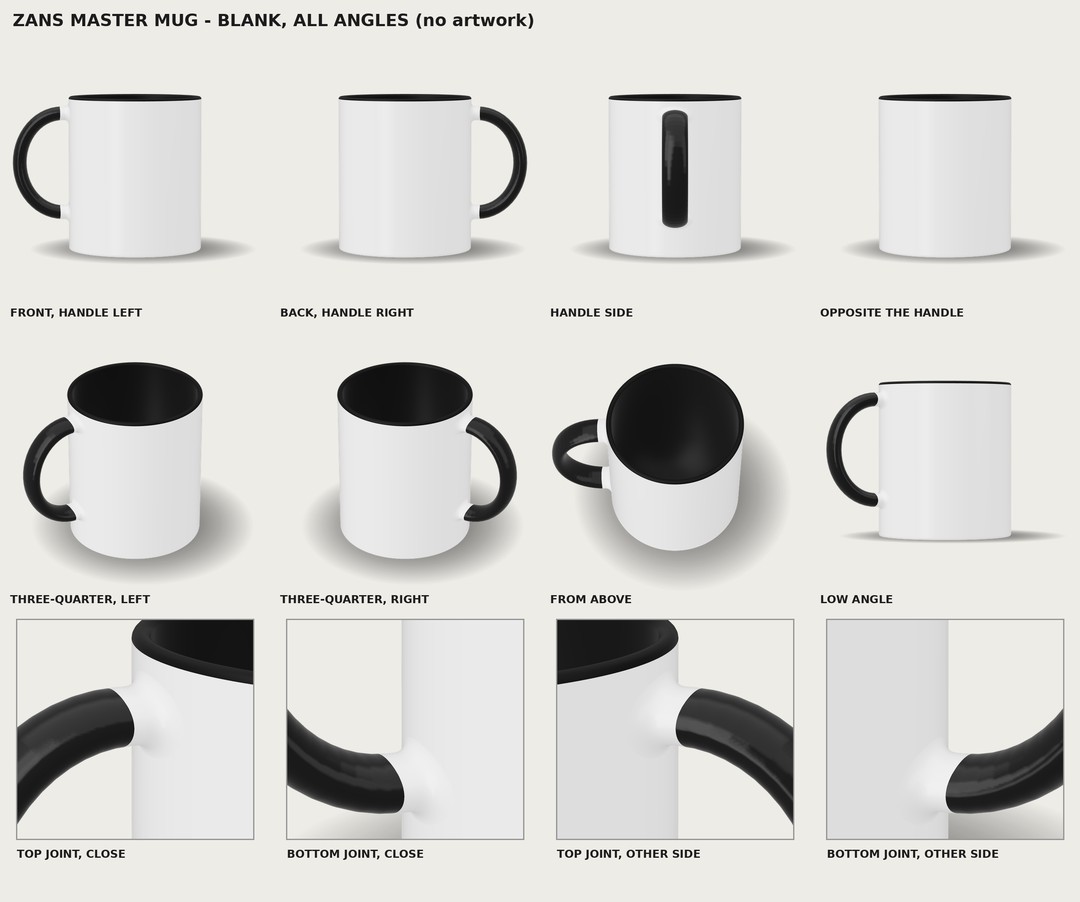 ZANS MASTER MUG - BLANK, ALL ANGLES (no artwork)
FRONT, HANDLE LEFT
BACK, HANDLE RIGHT
HANDLE SIDE
OPPOSITE THE HANDLE
THREE-QUARTER, LEFT
THREE-QUARTER, RIGHT
FROM ABOVE
LOW ANGLE
TOP JOINT, CLOSE
BOTTOM JOINT, CLOSE
TOP JOINT, OTHER SIDE
BOTTOM JOINT, OTHER SIDE